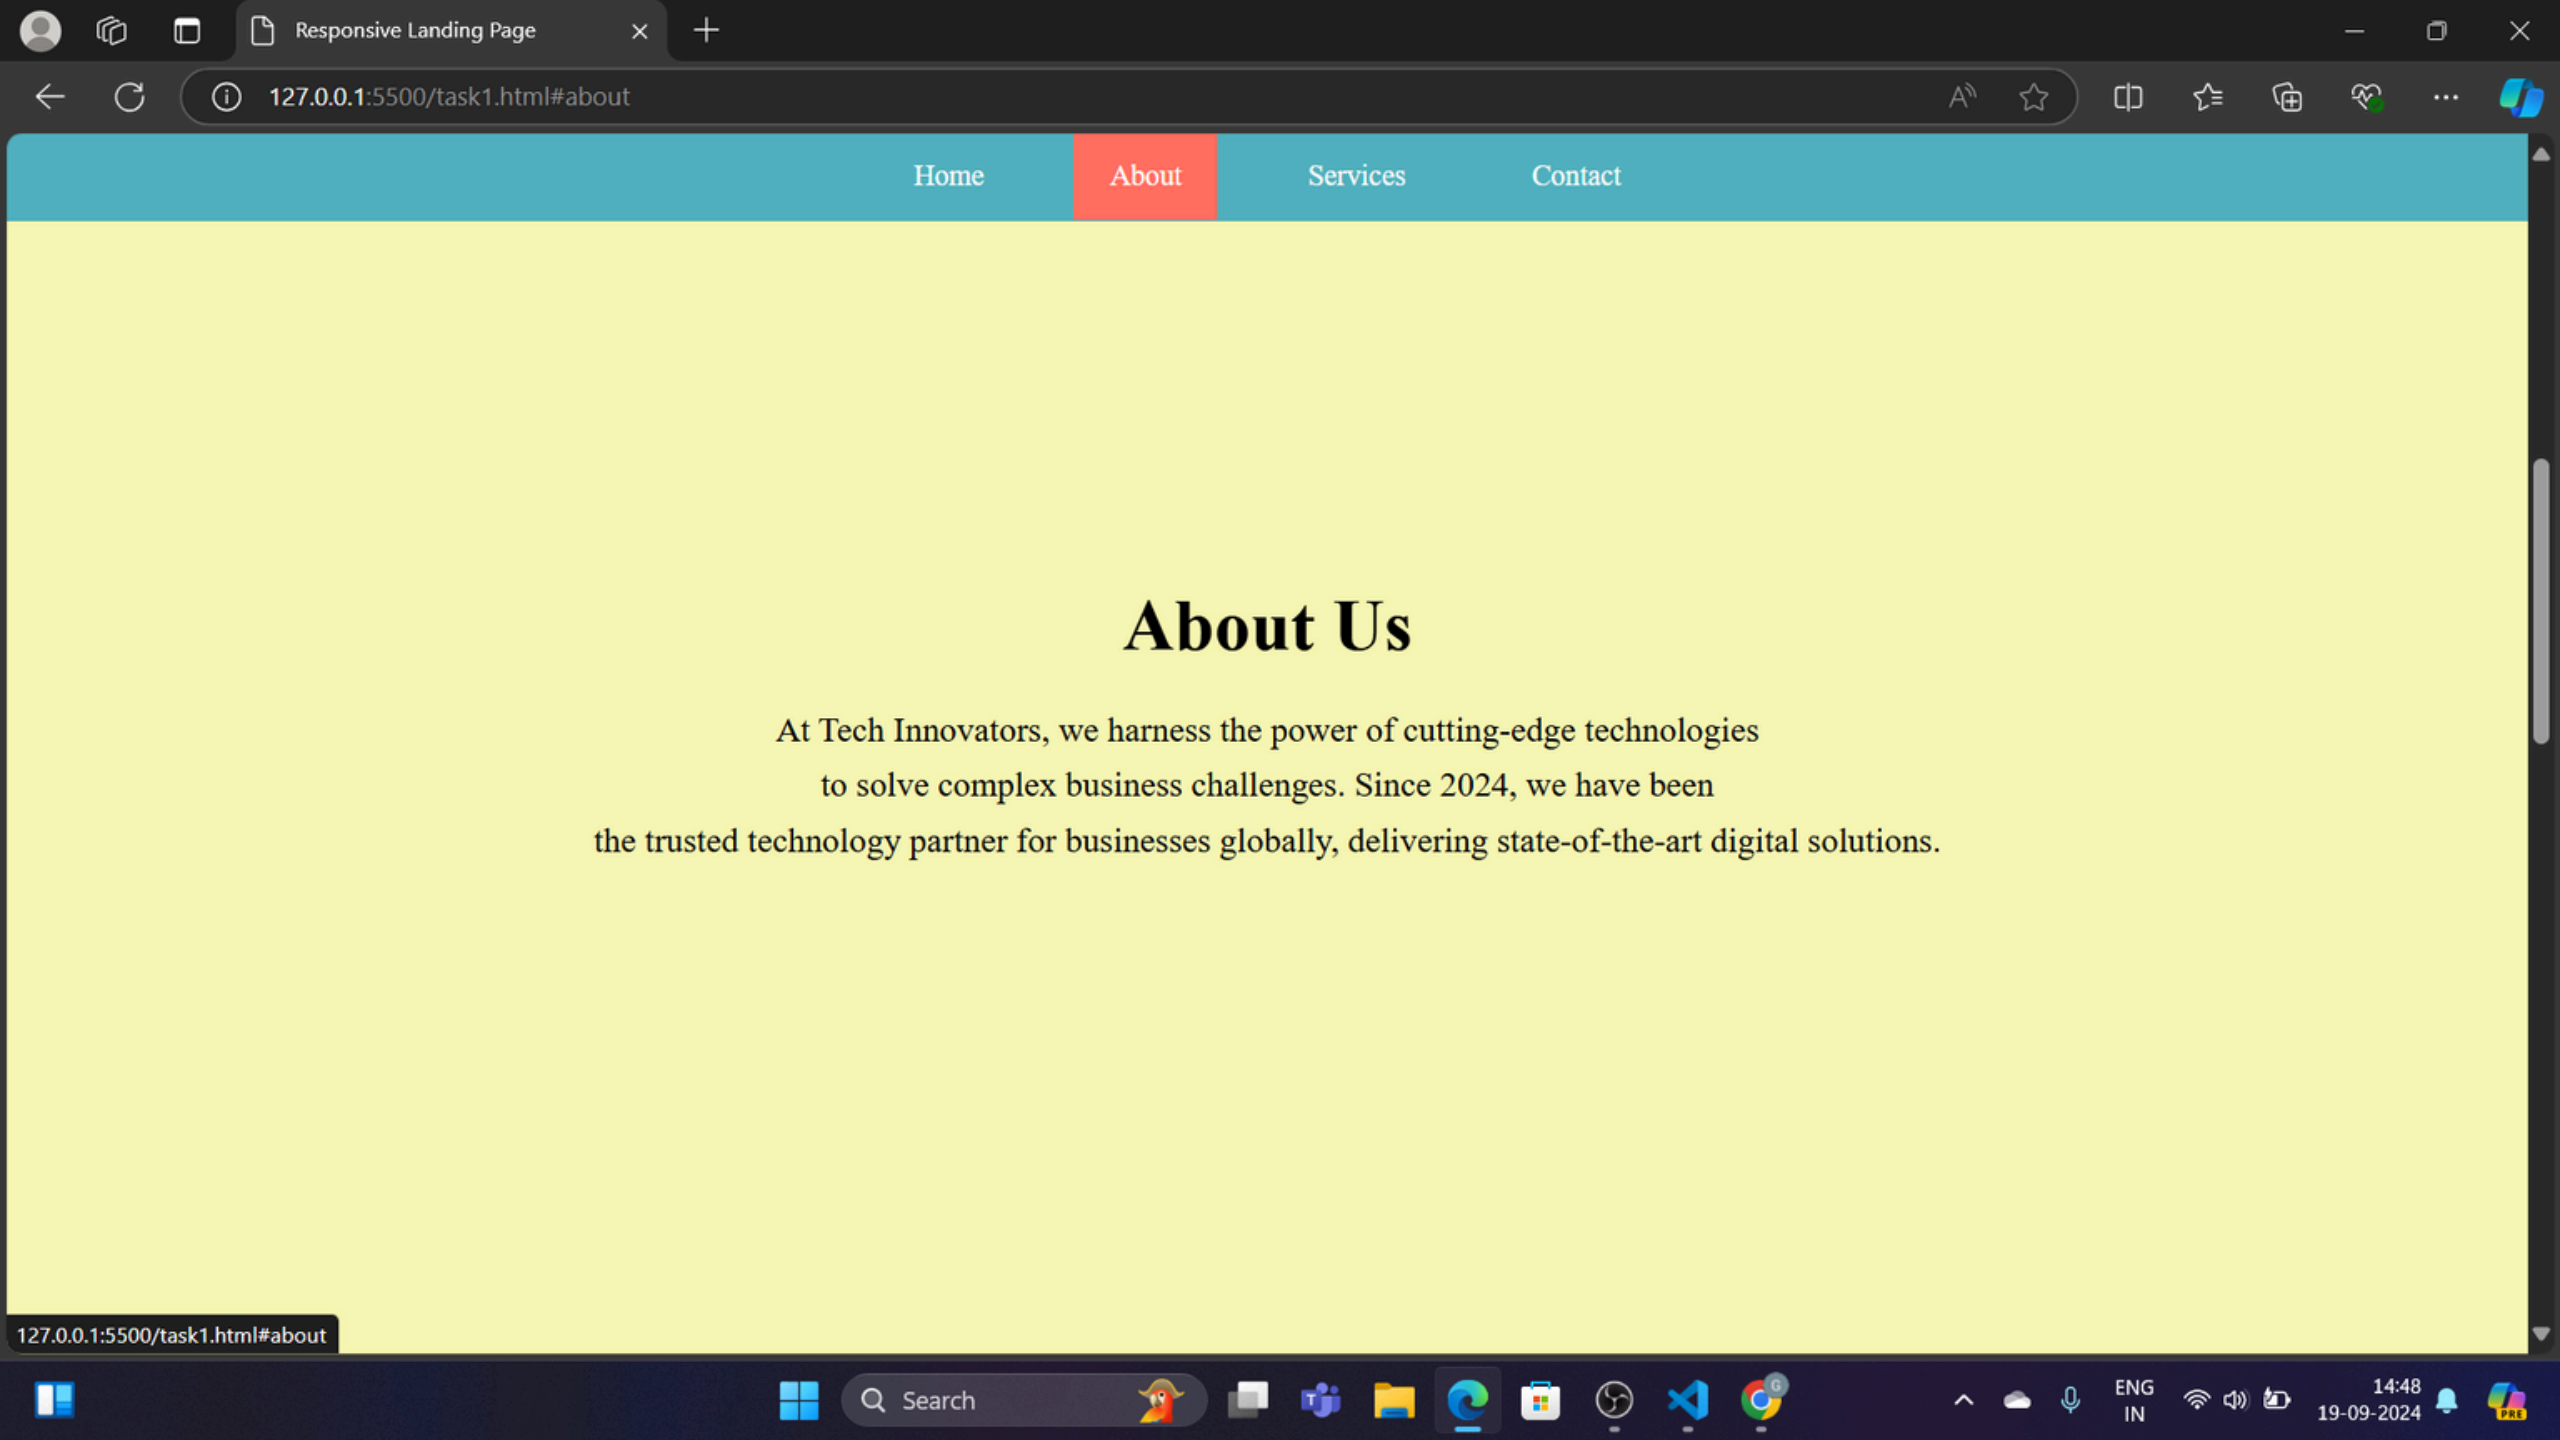 Responsive Landing Page
127.0.0.1:5500/task1.html#about
Home About Services Contact
About Us
At Tech Innovators, we harness the power of cutting-edge technologies
to solve complex business challenges. Since 2024, we have been
the trusted technology partner for businesses globally, delivering state-of-the-art digital solutions.
127.0.0.1:5500/task1.html#about
Search
G
ENG
IN
14:48
19-09-2024
PRE